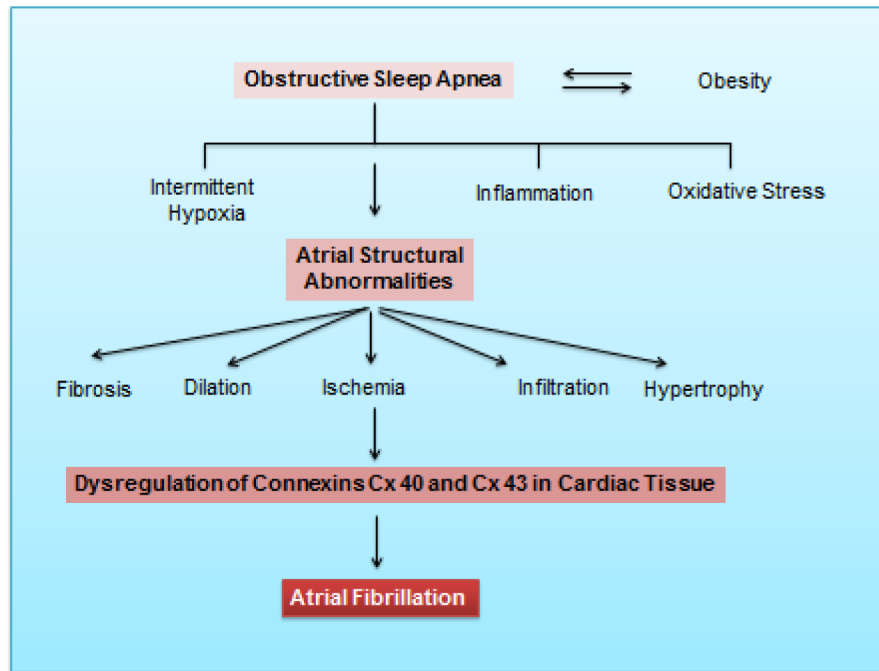 Obstructive Sleep Apnea
Obesity
Intermittent
Hypoxia
Inflammation
Oxidative Stress
Atrial Structural
Abnormalities
Fibrosis
Dilation
Ischemia
Infiltration
Hypertrophy
Dysregulation of Connexins Cx 40 and Cx 43 in Cardiac Tissue
Atrial Fibrillation